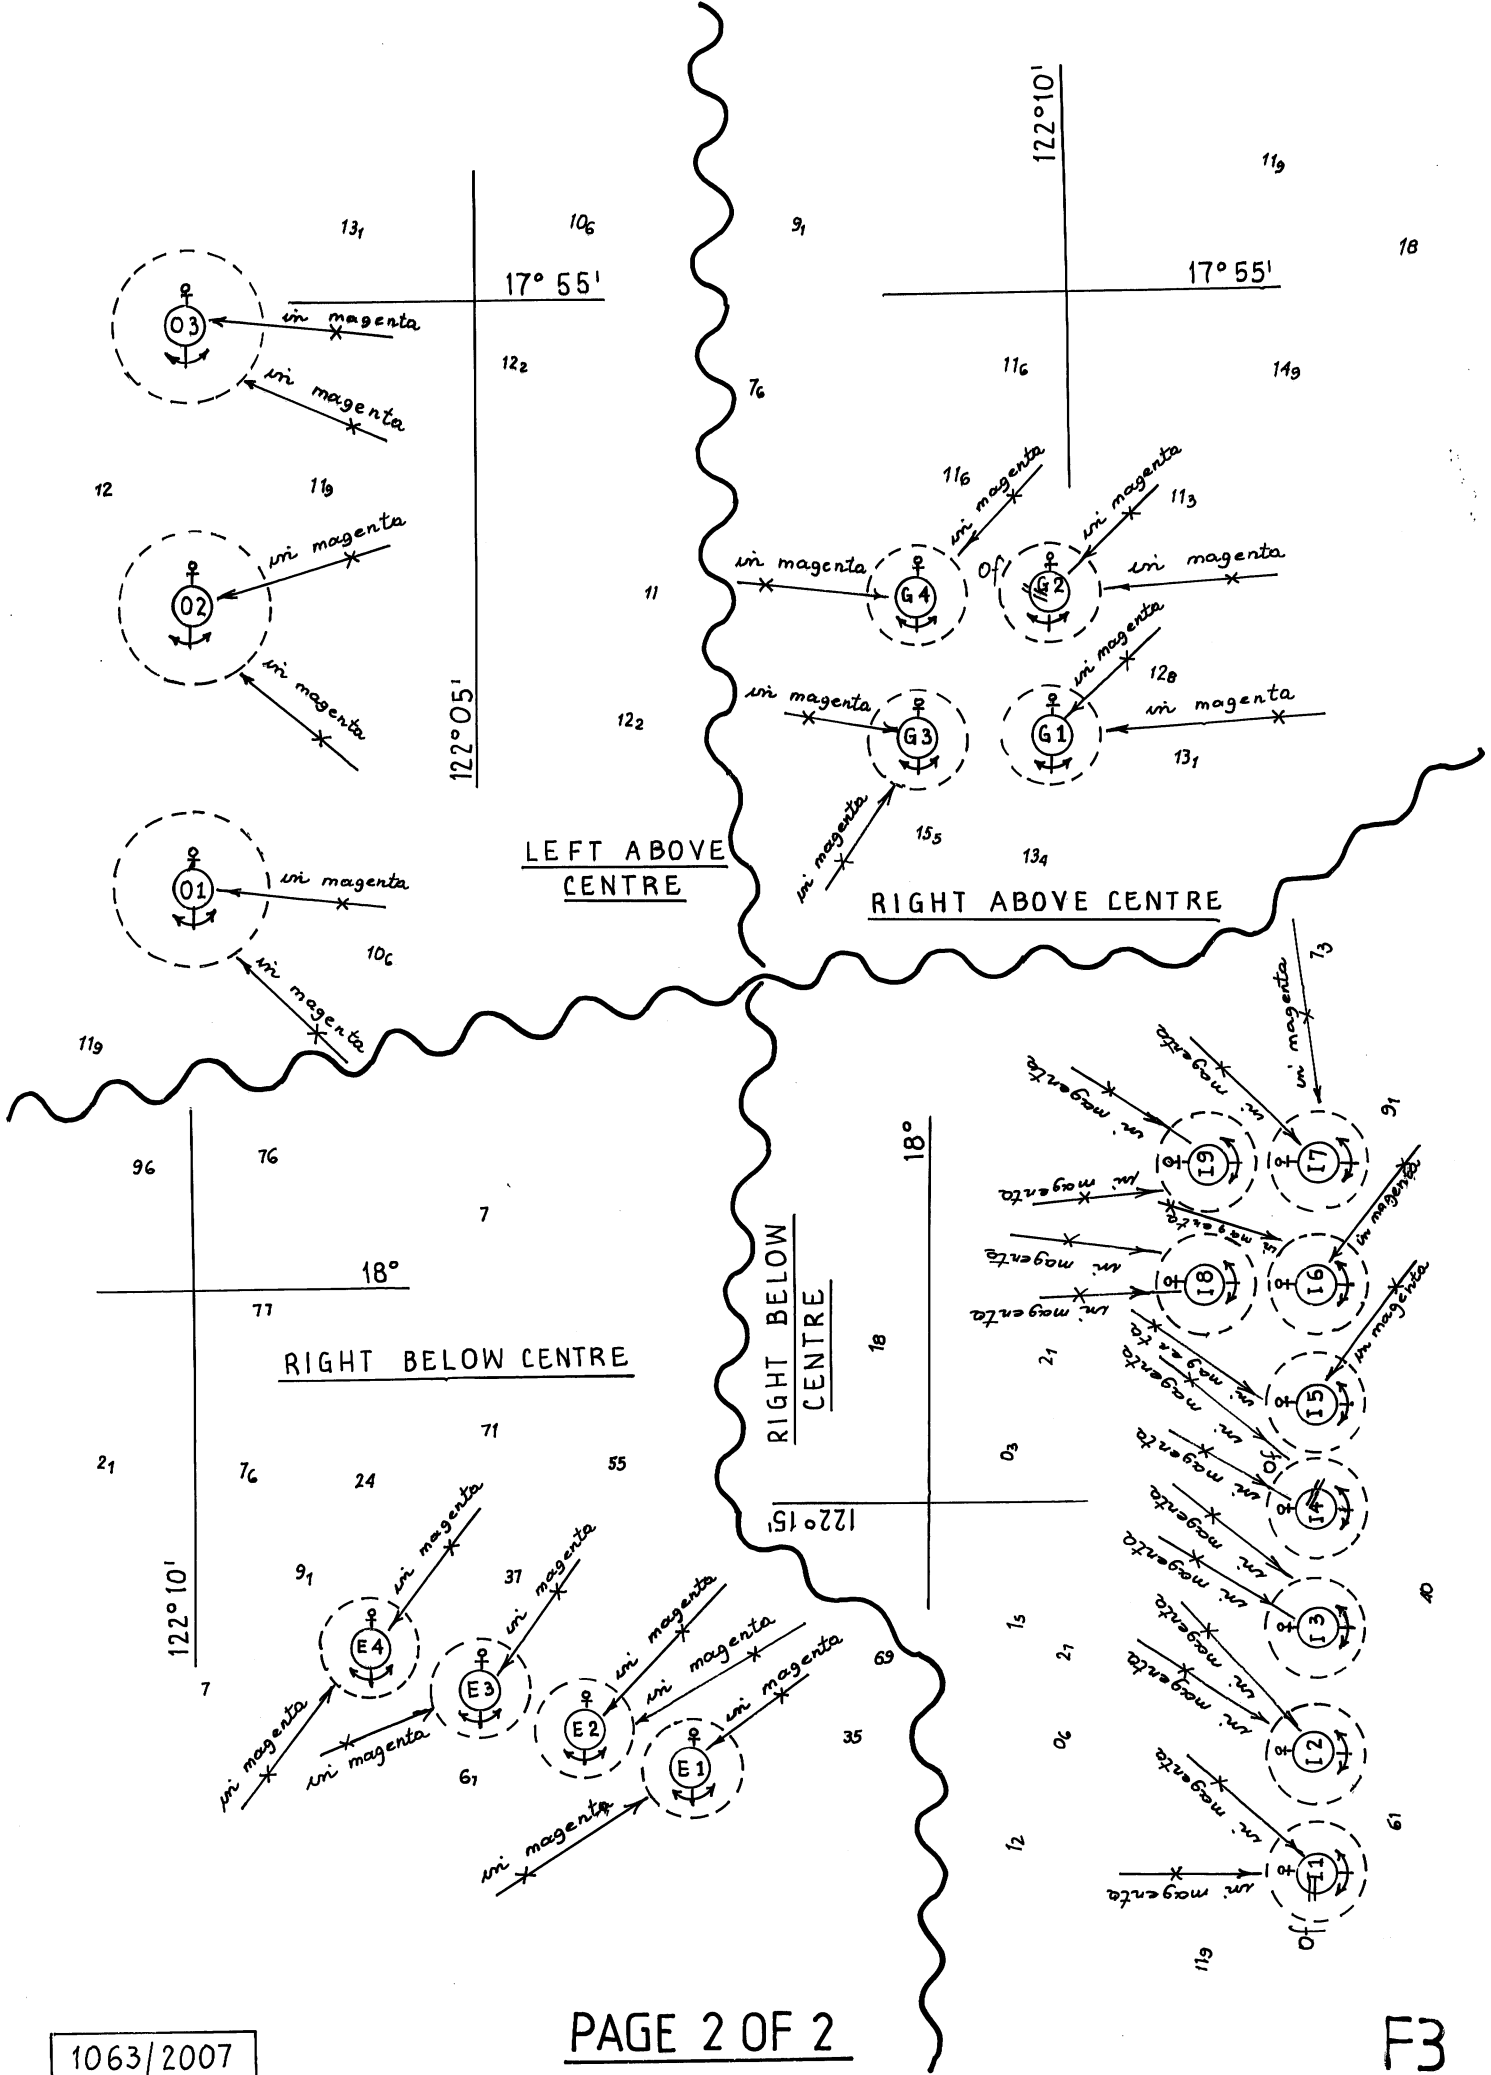 13₁
10₆
17° 55'
O3
in magenta
in magenta
12₂
12
11₉
in magenta
O2
in magenta
11
12₂
122°05'
O1
in magenta
in magenta
10₆
11₉
LEFT ABOVE
CENTRE
122°10'
11₉
9₁
18
17° 55'
7₆
11₆
14₉
11₆
in magenta
in magenta
11₃
in magenta
G4
Of
G2
in magenta
in magenta
in magenta
G3
G1
12₈
in magenta
13₁
in magenta
15₅
13₄
RIGHT ABOVE CENTRE
96
76
7
18°
77
RIGHT BELOW CENTRE
71
2₁
7₆
24
55
122°10'
9₁
37
in magenta
in magenta
E4
in magenta
7
in magenta
E3
in magenta
E2
in magenta
in magenta
in magenta
E1
6₁
in magenta
69
35
RIGHT BELOW
CENTRE
18°
122°15'
7₃
in magenta
in magenta
in magenta
9₁
I9
I7
in magenta
in magenta
in magenta
in magenta
I8
I6
in magenta
in magenta
18
2₁
in magenta
I5
in magenta
0₃
in magenta
Of
I4
in magenta
in magenta
I3
40
1₅
2₁
in magenta
in magenta
I2
0₆
in magenta
61
1₂
in magenta
I1
Of
11₉
1063/2007
PAGE 2 OF 2
F3